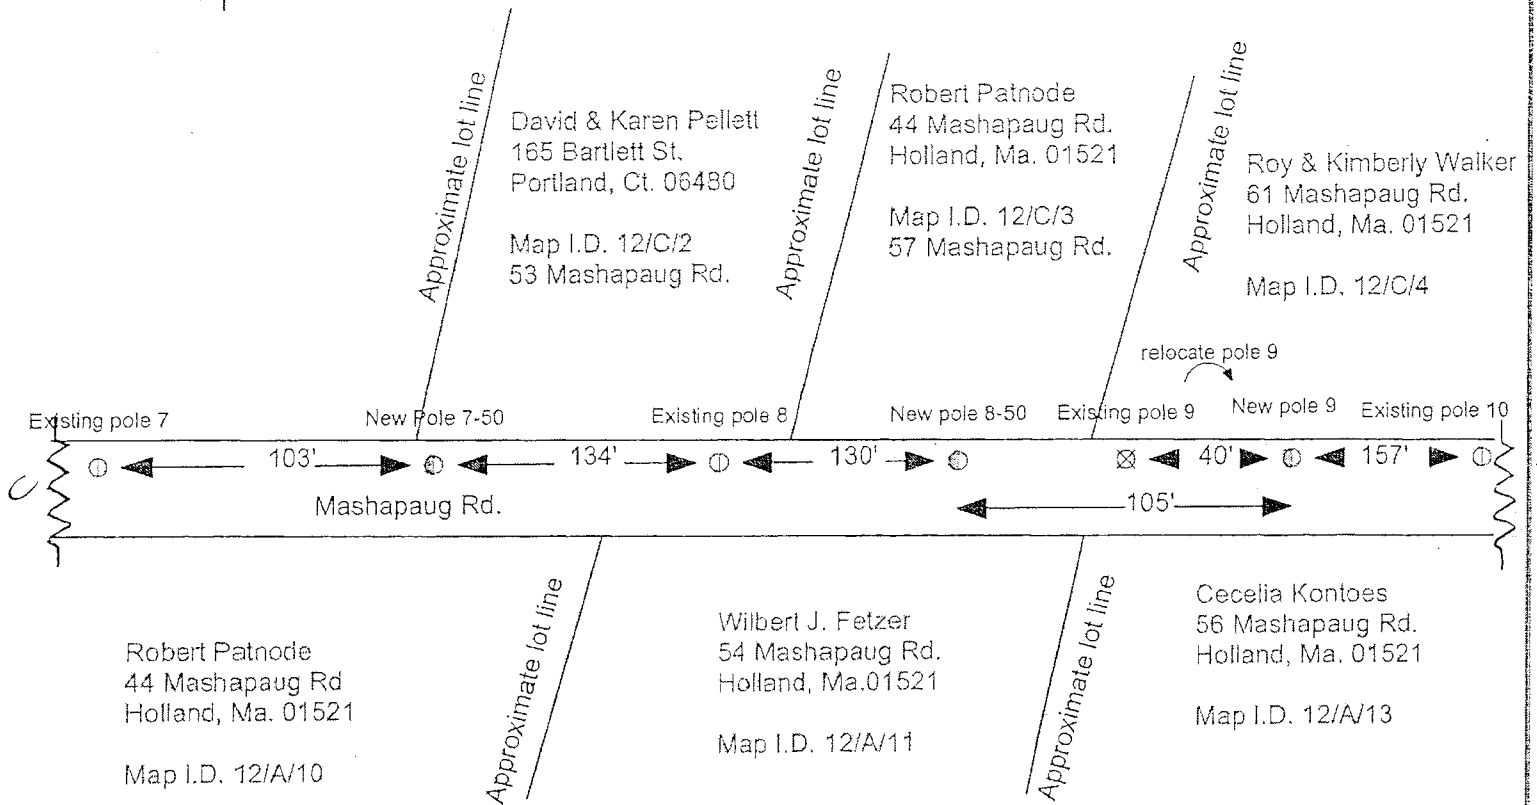 Approximate lot line
David & Karen Pellett
165 Bartlett St.
Portland, Ct. 06480
Map I.D. 12/C/2
53 Mashapaug Rd.
Approximate lot line
Robert Patnode
44 Mashapaug Rd.
Holland, Ma. 01521
Map I.D. 12/C/3
57 Mashapaug Rd.
Approximate lot line
Roy & Kimberly Walker
61 Mashapaug Rd.
Holland, Ma. 01521
Map I.D. 12/C/4
relocate pole 9
Existing pole 7
New Pole 7-50
Existing pole 8
New pole 8-50
Existing pole 9
New pole 9
Existing pole 10
103'
134'
130'
40'
157'
105'
Mashapaug Rd.
Robert Patnode
44 Mashapaug Rd
Holland, Ma. 01521
Map I.D. 12/A/10
Approximate lot line
Wilbert J. Fetzer
54 Mashapaug Rd.
Holland, Ma.01521
Map I.D. 12/A/11
Approximate lot line
Cecelia Kontoes
56 Mashapaug Rd.
Holland, Ma. 01521
Map I.D. 12/A/13